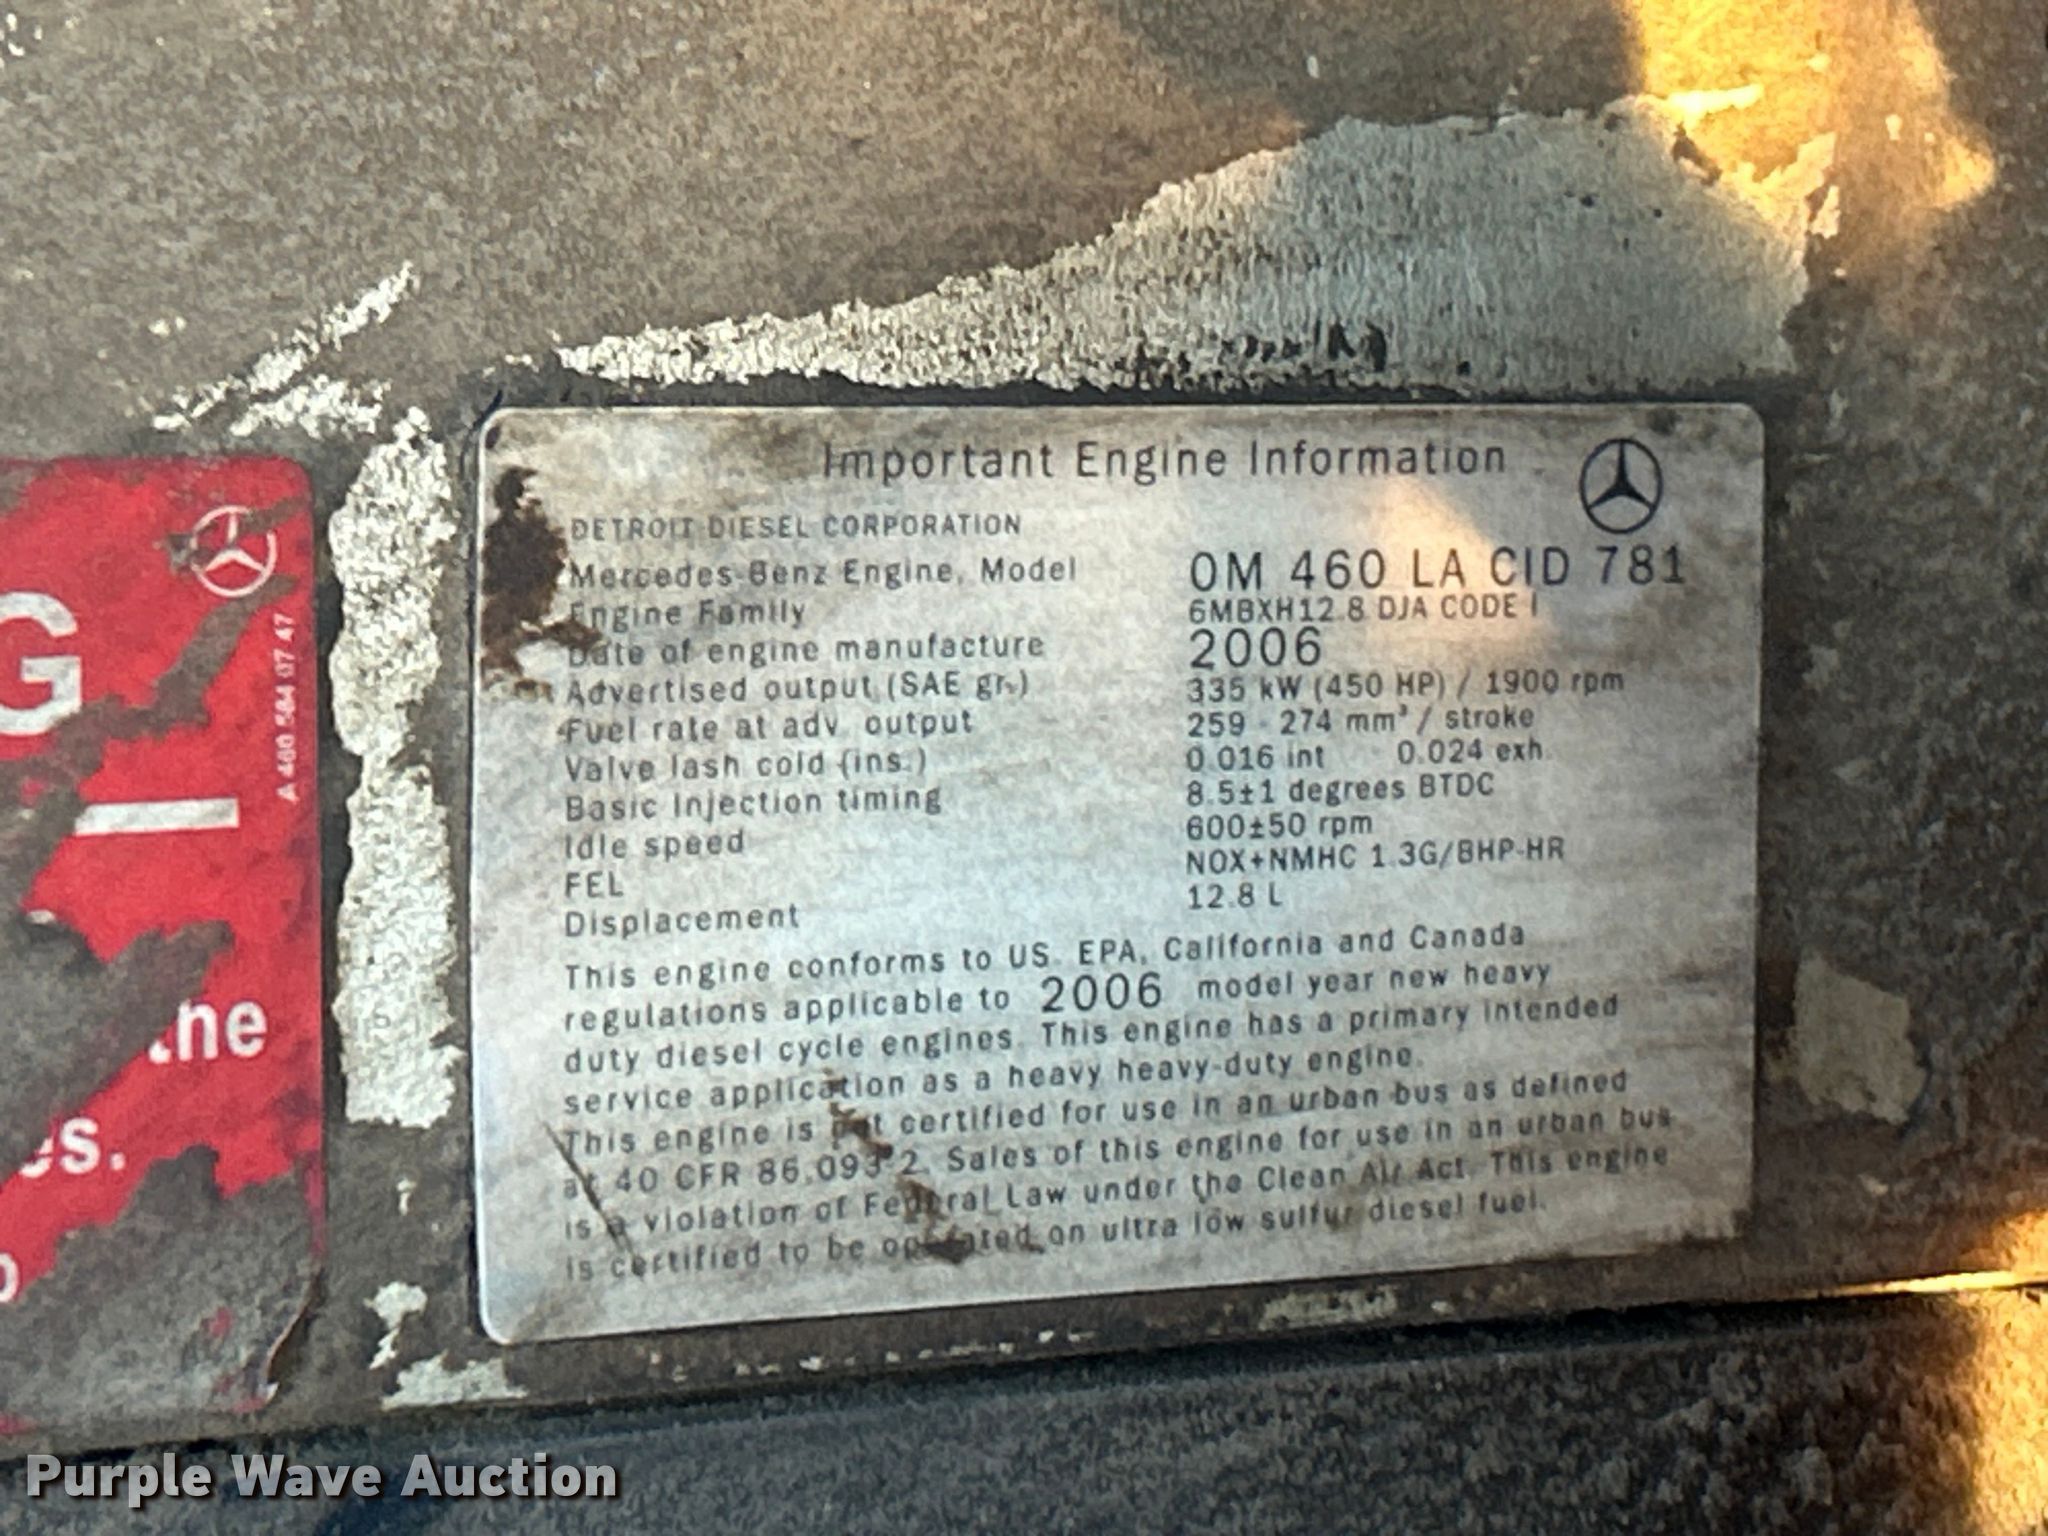 Important Engine Information
DETROIT DIESEL CORPORATION
Mercedes-Benz Engine, Model OM 460 LA CID 781
Engine Family 6MBXH12.8 DJA CODE I
Date of engine manufacture 2006
Advertised output (SAE gr.) 335 kW (450 HP) / 1900 rpm
Fuel rate at adv. output 259 - 274 mm³ / stroke
Valve lash cold (ins.) 0.016 int 0.024 exh.
Basic Injection timing 8.5±1 degrees BTDC
Idle speed 600±50 rpm
FEL NOX+NMHC 1.3G/BHP-HR
Displacement 12.8 L
This engine conforms to US. EPA, California and Canada
regulations applicable to 2006 model year new heavy
duty diesel cycle engines. This engine has a primary intended
service application as a heavy heavy-duty engine.
This engine is not certified for use in an urban bus as defined
at 40 CFR 86.093-2. Sales of this engine for use in an urban bus
is a violation of Federal Law under the Clean Air Act. This engine
is certified to be operated on ultra low sulfur diesel fuel.
G
A 460 584 07 47
the
es.
Purple Wave Auction